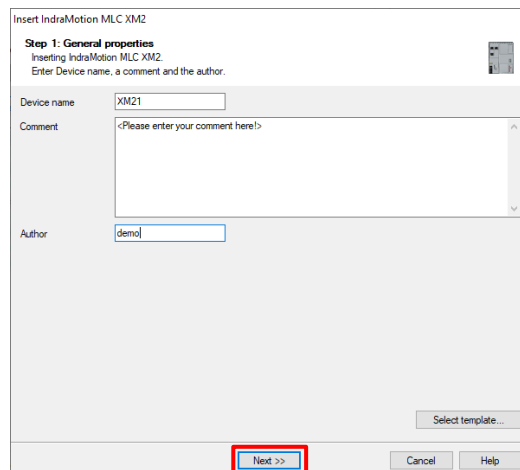 Insert IndraMotion MLC XM2
Step 1: General properties
Inserting IndraMotion MLC XM2.
Enter Device name, a comment and the author.
Device name XM21
Comment <Please enter your comment here!>
Author demo
Select template...
Next >> Cancel Help